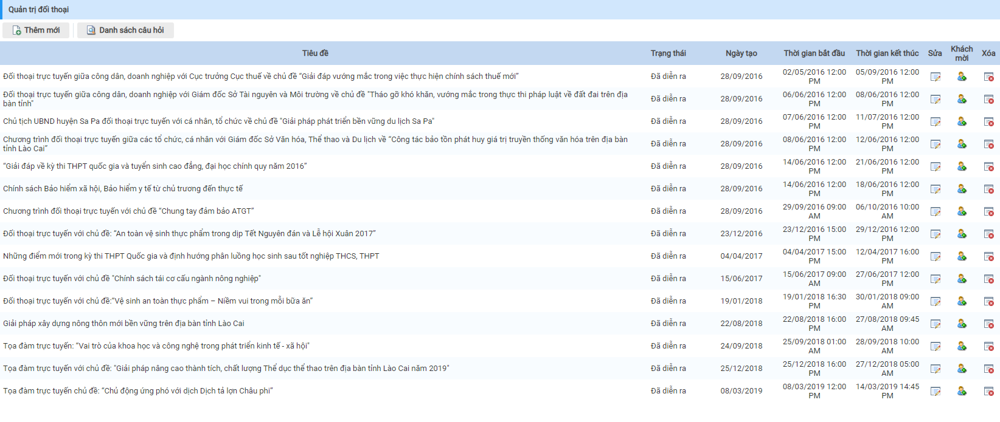 Quản trị đối thoại
Thêm mới Danh sách câu hỏi
Tiêu đề Trạng thái Ngày tạo Thời gian bắt đầu Thời gian kết thúc Sửa Khách mời Xóa
Đối thoại trực tuyến giữa công dân, doanh nghiệp với Cục trưởng Cục thuế về chủ đề “Giải đáp vướng mắc trong việc thực hiện chính sách thuế mới” Đã diễn ra 28/09/2016 02/05/2016 12:00 PM 05/09/2016 12:00 PM
Đối thoại trực tuyến giữa công dân, doanh nghiệp với Giám đốc Sở Tài nguyên và Môi trường về chủ đề "Tháo gỡ khó khăn, vướng mắc trong thực thi pháp luật về đất đai trên địa bàn tỉnh" Đã diễn ra 28/09/2016 06/06/2016 12:00 PM 08/06/2016 12:00 PM
Chủ tịch UBND huyện Sa Pa đối thoại trực tuyến với cá nhân, tổ chức về chủ đề "Giải pháp phát triển bền vững du lịch Sa Pa" Đã diễn ra 28/09/2016 07/06/2016 12:00 PM 11/07/2016 12:00 PM
Chương trình đối thoại trực tuyến giữa các tổ chức, cá nhân với Giám đốc Sở Văn hóa, Thể thao và Du lịch về “Công tác bảo tồn phát huy giá trị truyền thống văn hóa trên địa bàn tỉnh Lào Cai” Đã diễn ra 28/09/2016 08/06/2016 12:00 PM 12/06/2016 12:00 PM
“Giải đáp về kỳ thi THPT quốc gia và tuyển sinh cao đẳng, đại học chính quy năm 2016” Đã diễn ra 28/09/2016 14/06/2016 12:00 PM 21/06/2016 12:00 PM
Chính sách Bảo hiểm xã hội, Bảo hiểm y tế từ chủ trương đến thực tế Đã diễn ra 28/09/2016 14/06/2016 12:00 PM 18/06/2016 12:00 PM
Chương trình đối thoại trực tuyến với chủ đề “Chung tay đảm bảo ATGT” Đã diễn ra 28/09/2016 29/09/2016 09:00 AM 06/10/2016 10:00 AM
Đối thoại trực tuyến với chủ đề: “An toàn vệ sinh thực phẩm trong dịp Tết Nguyên đán và Lễ hội Xuân 2017” Đã diễn ra 23/12/2016 23/12/2016 15:00 PM 29/12/2016 12:00 PM
Những điểm mới trong kỳ thi THPT Quốc gia và định hướng phân luồng học sinh sau tốt nghiệp THCS, THPT Đã diễn ra 04/04/2017 04/04/2017 15:00 PM 12/04/2017 16:00 PM
Đối thoại trực tuyến với chủ đề "Chính sách tái cơ cấu ngành nông nghiệp" Đã diễn ra 15/06/2017 15/06/2017 09:00 AM 27/06/2017 12:00 PM
Đối thoại trực tuyến với chủ đề:“Vệ sinh an toàn thực phẩm – Niềm vui trong mỗi bữa ăn” Đã diễn ra 19/01/2018 19/01/2018 16:30 PM 30/01/2018 09:00 AM
Giải pháp xây dựng nông thôn mới bền vững trên địa bàn tỉnh Lào Cai Đã diễn ra 22/08/2018 22/08/2018 16:00 PM 27/08/2018 09:45 AM
Tọa đàm trực tuyến: “Vai trò của khoa học và công nghệ trong phát triển kinh tế - xã hội" Đã diễn ra 24/09/2018 25/09/2018 01:00 AM 28/09/2018 10:00 AM
Tọa đàm trực tuyến với chủ đề: "Giải pháp nâng cao thành tích, chất lượng Thể dục thể thao trên địa bàn tỉnh Lào Cai năm 2019" Đã diễn ra 25/12/2018 25/12/2018 16:00 PM 27/12/2018 05:00 AM
Tọa đàm trực tuyến chủ đề: “Chủ động ứng phó với dịch Dịch tả lợn Châu phi” Đã diễn ra 08/03/2019 08/03/2019 12:00 PM 14/03/2019 14:45 PM